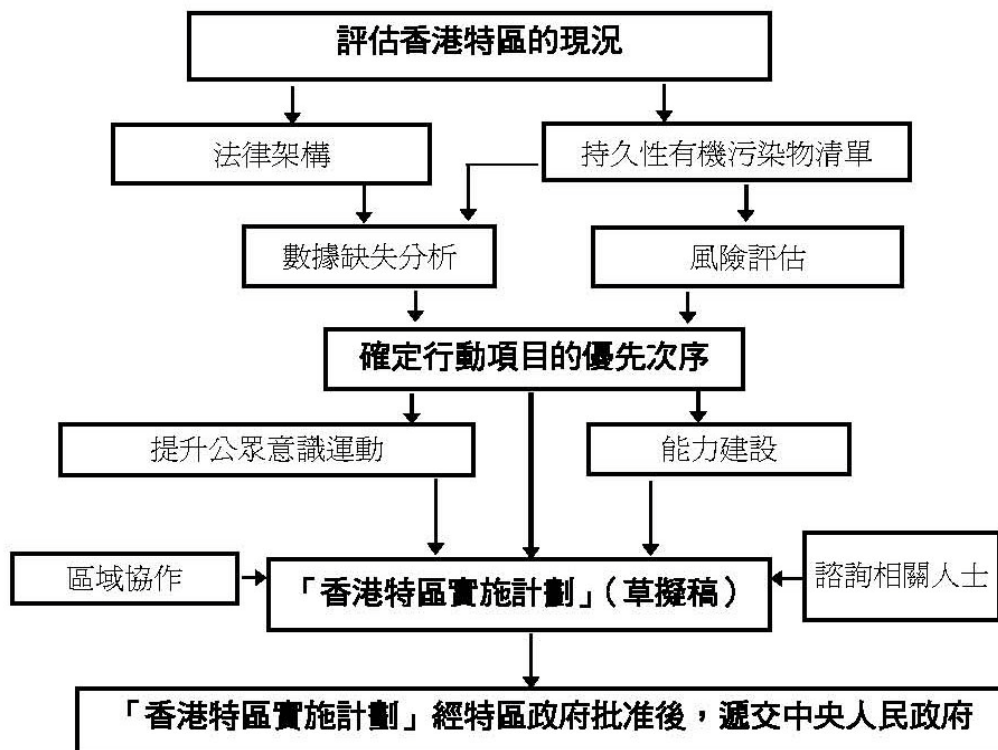 評估香港特區的現況
法律架構
持久性有機污染物清單
數據缺失分析
風險評估
確定行動項目的優先次序
提升公眾意識運動
能力建設
區域協作
「香港特區實施計劃」（草擬稿）
諮詢相關人士
「香港特區實施計劃」經特區政府批准後，遞交中央人民政府